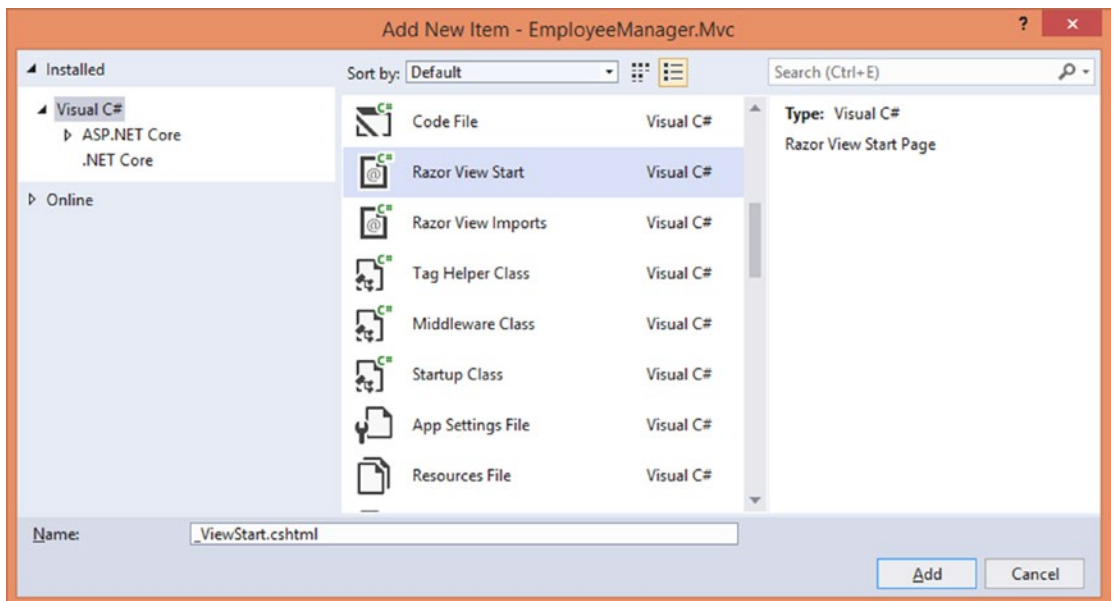 Add New Item - EmployeeManager.Mvc
?
×
Installed
Sort by: Default
Search (Ctrl+E)
Visual C#
ASP.NET Core
.NET Core
Online
C# Code File Visual C#
C# @ Razor View Start Visual C#
C# @ Razor View Imports Visual C#
C# Tag Helper Class Visual C#
C# Middleware Class Visual C#
C# Startup Class Visual C#
App Settings File Visual C#
Resources File Visual C#
Type: Visual C#
Razor View Start Page
Name: _ViewStart.cshtml
Add Cancel